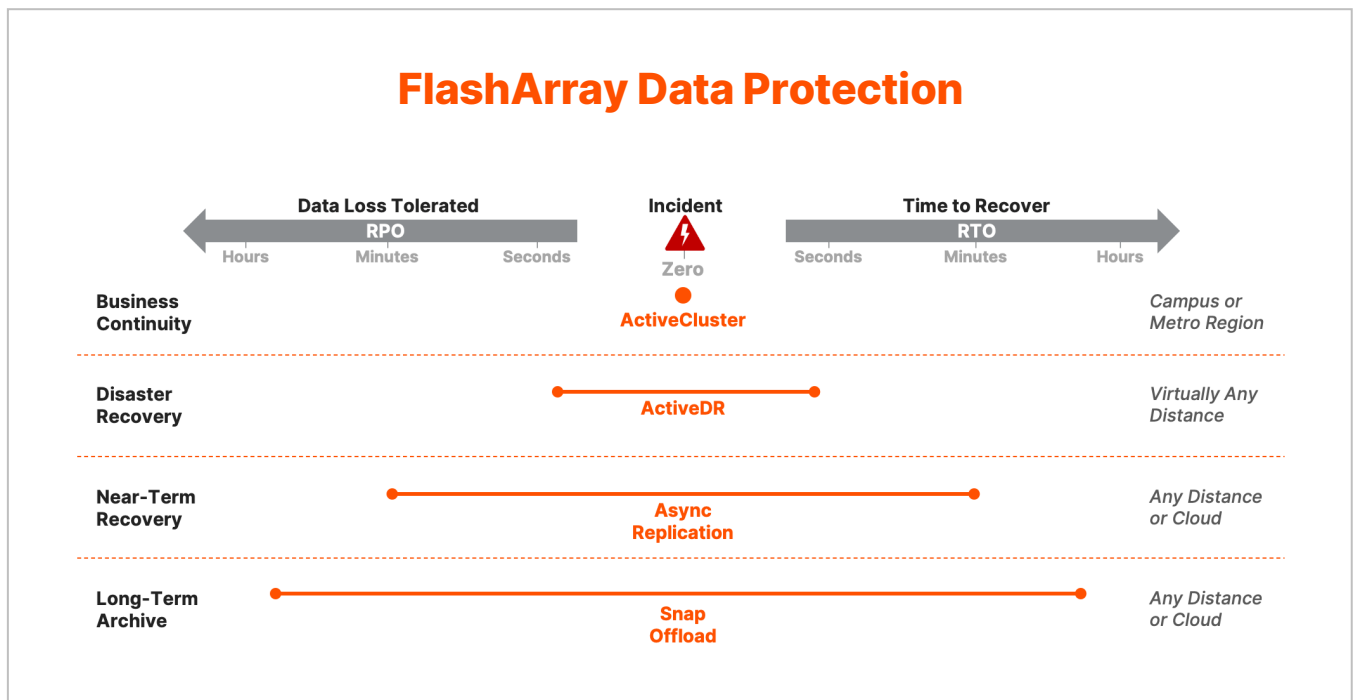 FlashArray Data Protection
Data Loss Tolerated
Incident
Time to Recover
RPO
RTO
Hours
Minutes
Seconds
Zero
Seconds
Minutes
Hours
Business
Continuity
ActiveCluster
Campus or
Metro Region
Disaster
Recovery
ActiveDR
Virtually Any
Distance
Near-Term
Recovery
Async
Replication
Any Distance
or Cloud
Long-Term
Archive
Snap
Offload
Any Distance
or Cloud